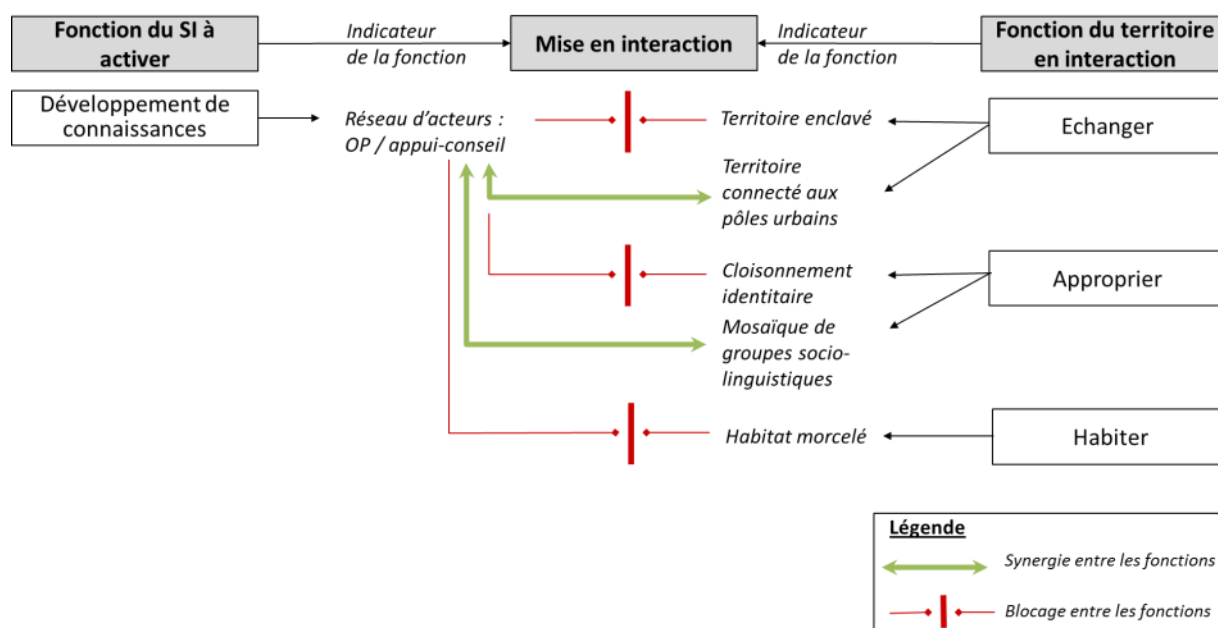 Fonction du SI à
activer
Indicateur
de la fonction
Mise en interaction
Indicateur
de la fonction
Fonction du territoire
en interaction
Développement de
connaissances
Réseau d'acteurs :
OP / appui-conseil
Territoire enclavé
Echanger
Territoire
connecté aux
pôles urbains
Cloisonnement
identitaire
Approprier
Mosaïque de
groupes socio-
linguistiques
Habitat morcelé
Habiter
Légende
Synergie entre les fonctions
Blocage entre les fonctions